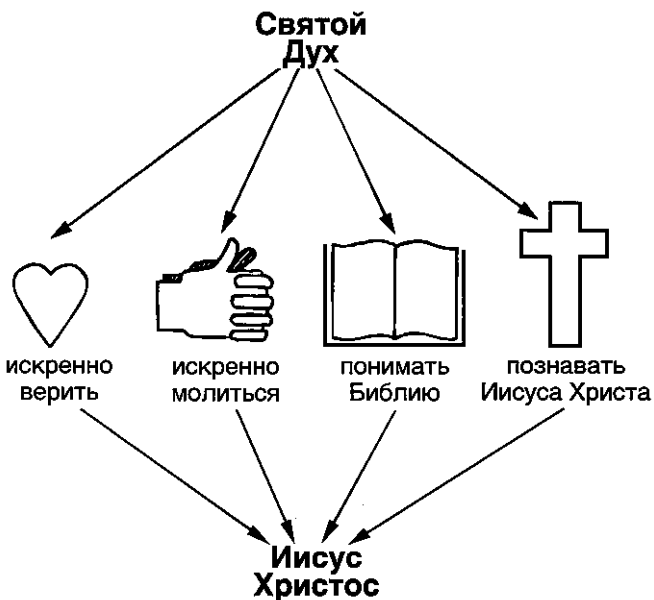 Святой
Дух
искренно
верить
искренно
молиться
понимать
Библию
познавать
Иисуса Христа
Иисус
Христос